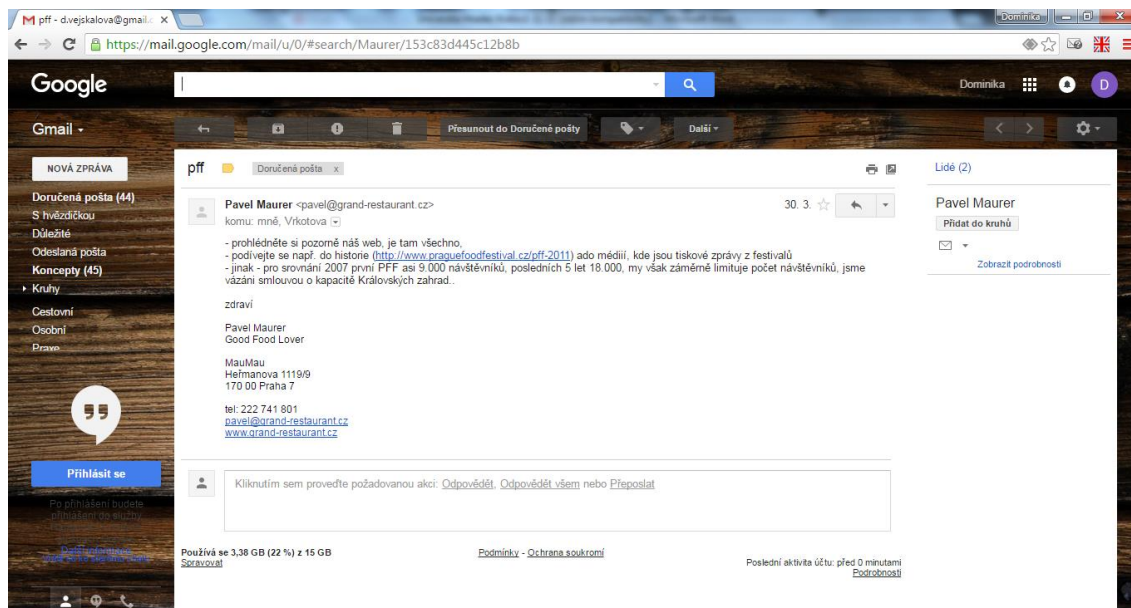 pff - d.vejskalova@gmail.c
Dominika
https://mail.google.com/mail/u/0/#search/Maurer/153c83d445c12b8b
Google
Dominika
D
Gmail
Přesunout do Doručené pošty
Další
NOVÁ ZPRÁVA
Doručená pošta (44)
S hvězdičkou
Důležité
Odeslaná pošta
Koncepty (45)
Kruhy
Cestovní
Osobní
Praxe
Přihlásit se
Po přihlášení budete
přihlášeni do služby
pff
Doručená pošta x
Pavel Maurer <pavel@grand-restaurant.cz>
30. 3.
komu: mně, Vrkotova
- prohlédněte si pozorně náš web, je tam všechno,
- podívejte se např. do historie (http://www.praguefoodfestival.cz/pff-2011) ado médiií, kde jsou tiskové zprávy z festivalů
- jinak - pro srovnání 2007 první PFF asi 9.000 návštěvníků, posledních 5 let 18.000, my však záměrně limituje počet návštěvníků, jsme
vázáni smlouvou o kapacitě Královských zahrad..
zdraví
Pavel Maurer
Good Food Lover
MauMau
Heřmanova 1119/9
170 00 Praha 7
tel: 222 741 801
pavel@grand-restaurant.cz
www.grand-restaurant.cz
Kliknutím sem proveďte požadovanou akci: Odpovědět, Odpovědět všem nebo Přeposlat
Používá se 3,38 GB (22 %) z 15 GB
Spravovat
Podmínky - Ochrana soukromí
Poslední aktivita účtu: před 0 minutami
Podrobnosti
Lidé (2)
Pavel Maurer
Přidat do kruhů
Zobrazit podrobnosti